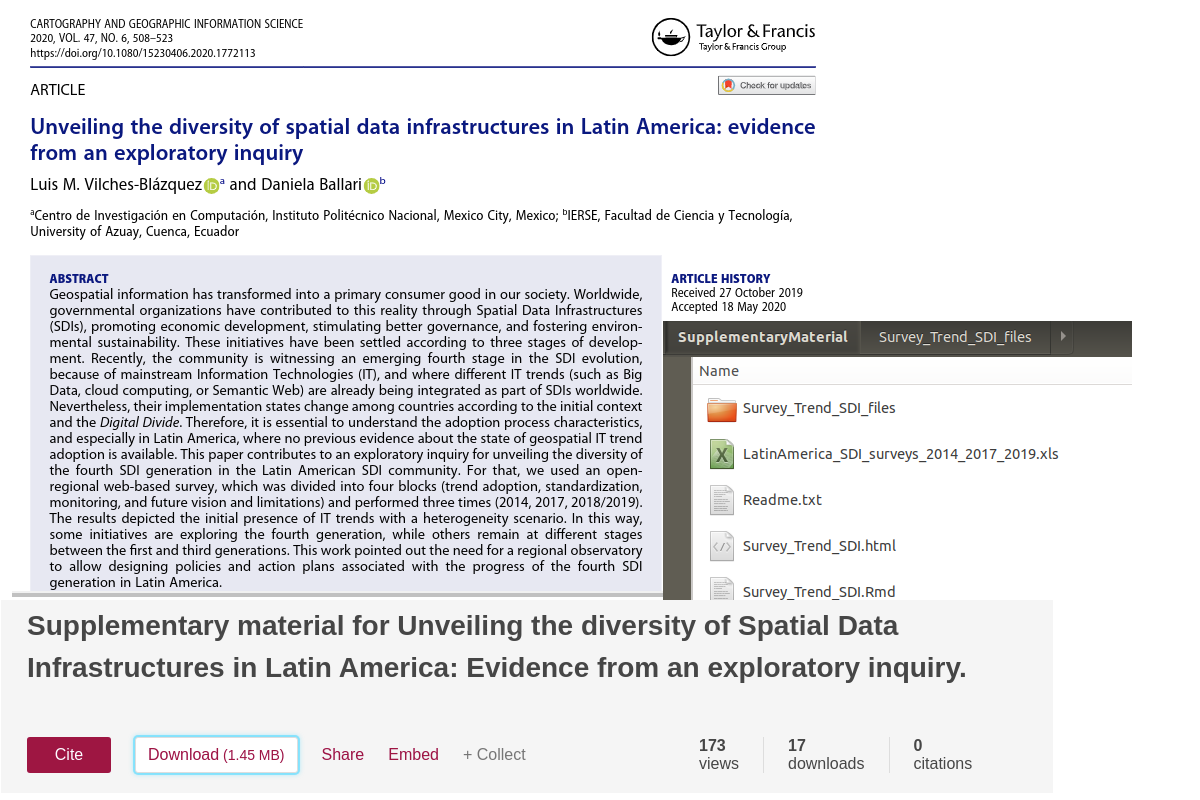 CARTOGRAPHY AND GEOGRAPHIC INFORMATION SCIENCE
2020, VOL. 47, NO. 6, 508–523
https://doi.org/10.1080/15230406.2020.1772113
Taylor & Francis
Taylor & Francis Group
ARTICLE
Check for updates
Unveiling the diversity of spatial data infrastructures in Latin America: evidence
from an exploratory inquiry
Luis M. Vilches-Blázquez iD a and Daniela Ballari iD b
aCentro de Investigación en Computación, Instituto Politécnico Nacional, Mexico City, Mexico; bIERSE, Facultad de Ciencia y Tecnología,
University of Azuay, Cuenca, Ecuador
ABSTRACT
Geospatial information has transformed into a primary consumer good in our society. Worldwide,
governmental organizations have contributed to this reality through Spatial Data Infrastructures
(SDIs), promoting economic development, stimulating better governance, and fostering environ-
mental sustainability. These initiatives have been settled according to three stages of develop-
ment. Recently, the community is witnessing an emerging fourth stage in the SDI evolution,
because of mainstream Information Technologies (IT), and where different IT trends (such as Big
Data, cloud computing, or Semantic Web) are already being integrated as part of SDIs worldwide.
Nevertheless, their implementation states change among countries according to the initial context
and the Digital Divide. Therefore, it is essential to understand the adoption process characteristics,
and especially in Latin America, where no previous evidence about the state of geospatial IT trend
adoption is available. This paper contributes to an exploratory inquiry for unveiling the diversity of
the fourth SDI generation in the Latin American SDI community. For that, we used an open-
regional web-based survey, which was divided into four blocks (trend adoption, standardization,
monitoring, and future vision and limitations) and performed three times (2014, 2017, 2018/2019).
The results depicted the initial presence of IT trends with a heterogeneity scenario. In this way,
some initiatives are exploring the fourth generation, while others remain at different stages
between the first and third generations. This work pointed out the need for a regional observatory
to allow designing policies and action plans associated with the progress of the fourth SDI
generation in Latin America.
ARTICLE HISTORY
Received 27 October 2019
Accepted 18 May 2020
SupplementaryMaterial Survey_Trend_SDI_files
Name
Survey_Trend_SDI_files
LatinAmerica_SDI_surveys_2014_2017_2019.xls
Readme.txt
Survey_Trend_SDI.html
Survey_Trend_SDI.Rmd
Supplementary material for Unveiling the diversity of Spatial Data
Infrastructures in Latin America: Evidence from an exploratory inquiry.
Cite Download (1.45 MB) Share Embed + Collect
173 17 0
views downloads citations